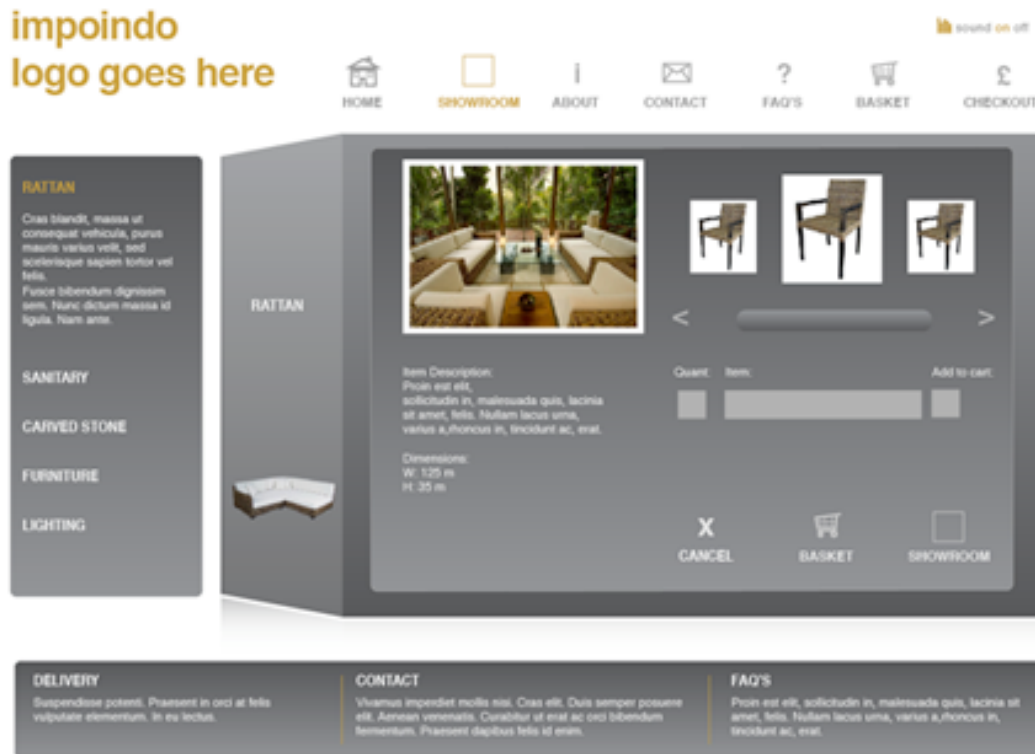 impoindo
logo goes here
sound on off
HOME
SHOWROOM
i
ABOUT
CONTACT
?
FAQ'S
BASKET
£
CHECKOUT
RATTAN
Cras blandit, massa ut
consequat vehicula, purus
mauris varius velit, sed
scelerisque sapien tortor vel
felis.
Fusce bibendum dignissim
sem. Nunc dictum massa id
ligula. Nam ante.
SANITARY
CARVED STONE
FURNITURE
LIGHTING
RATTAN
< >
Item Description:
Proin est elit,
sollicitudin in, malesuada quis, lacinia
sit amet, felis. Nullam lacus urna,
varius a,rhoncus in, tincidunt ac, erat.
Dimensions:
W: 125 m
H: 35 m
Quant: Item: Add to cart:
X
CANCEL
BASKET
SHOWROOM
DELIVERY
Suspendisse potenti. Praesent in orci at felis
vulputate elementum. In eu lectus.
CONTACT
Vivamus imperdiet mollis nisi. Cras elit. Duis semper posuere
elit. Aenean venenatis. Curabitur ut erat ac orci bibendum
fermentum. Praesent dapibus felis id enim.
FAQ'S
Proin est elit, sollicitudin in, malesuada quis, lacinia sit
amet, felis. Nullam lacus urna, varius a,rhoncus in,
tincidunt ac, erat.